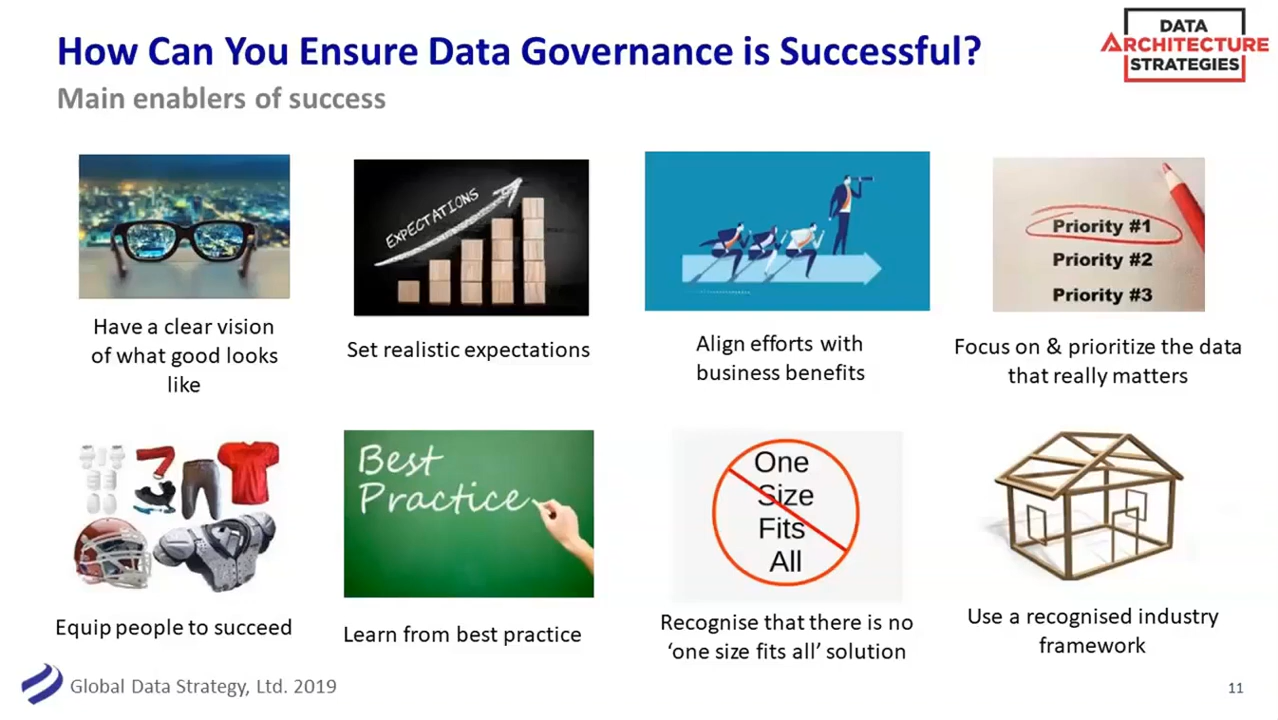 How Can You Ensure Data Governance is Successful?
Main enablers of success
DATA
ARCHITECTURE
STRATEGIES
EXPECTATIONS
Priority #1
Priority #2
Priority #3
Have a clear vision
of what good looks
like
Set realistic expectations
Align efforts with
business benefits
Focus on & prioritize the data
that really matters
Best
Practice
One
Size
Fits
All
Equip people to succeed
Learn from best practice
Recognise that there is no
‘one size fits all’ solution
Use a recognised industry
framework
Global Data Strategy, Ltd. 2019
11